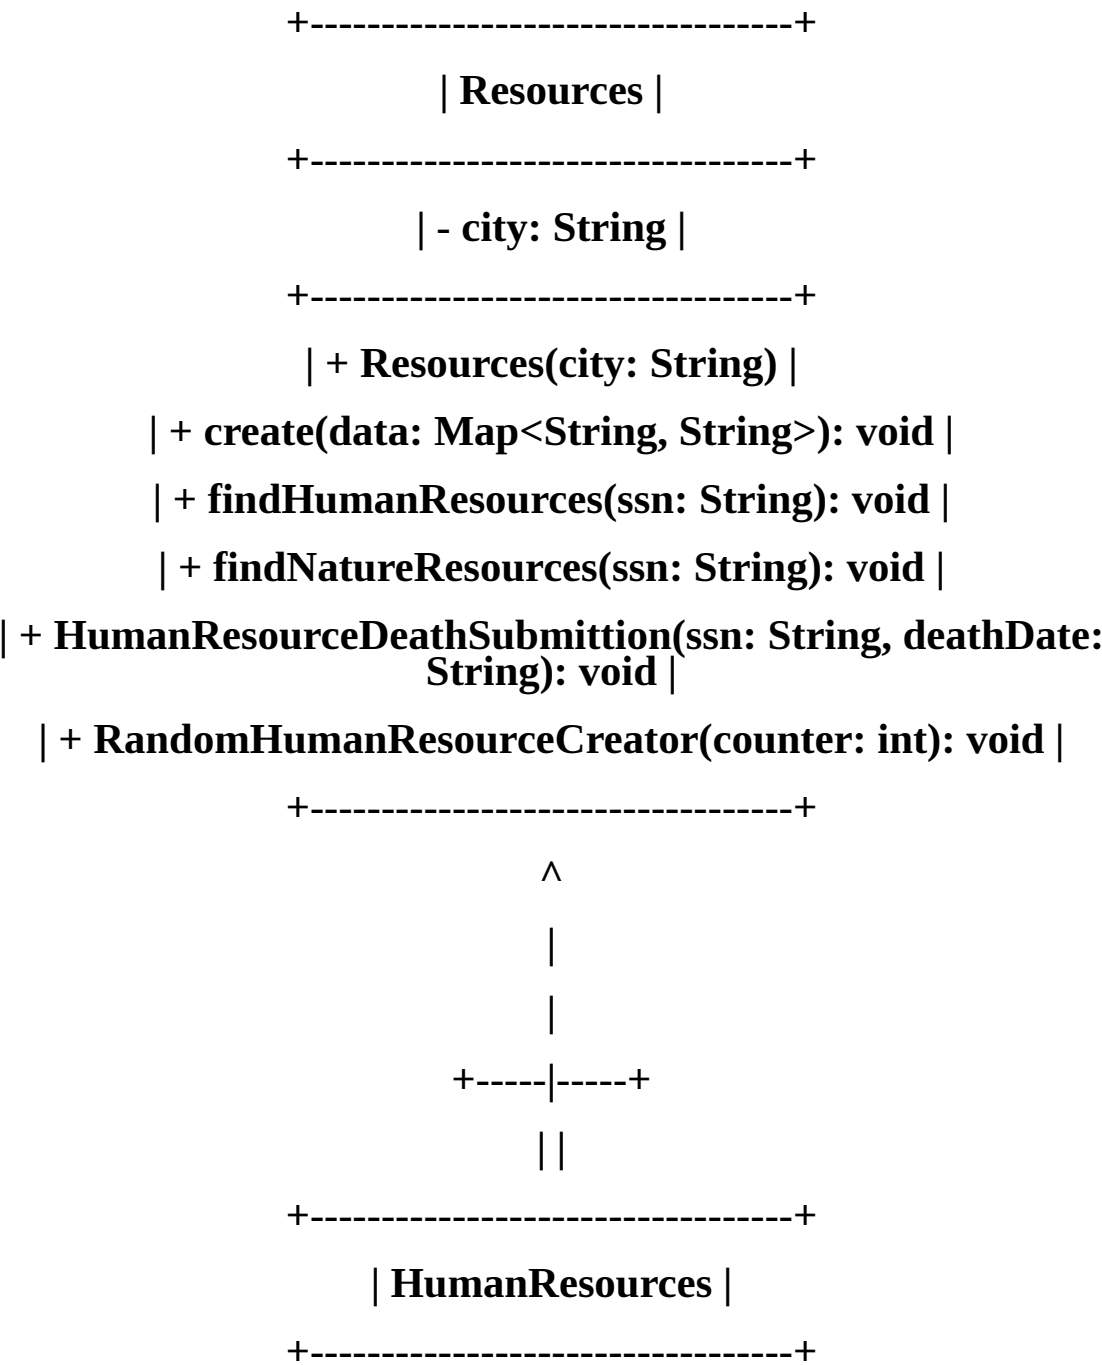 +----------------------------------+
| Resources |
+----------------------------------+
| - city: String |
+----------------------------------+
| + Resources(city: String) |
| + create(data: Map<String, String>): void |
| + findHumanResources(ssn: String): void |
| + findNatureResources(ssn: String): void |
| + HumanResourceDeathSubmittion(ssn: String, deathDate:
String): void |
| + RandomHumanResourceCreator(counter: int): void |
+----------------------------------+
^
|
|
+-----|-----+
| |
+----------------------------------+
| HumanResources |
+----------------------------------+